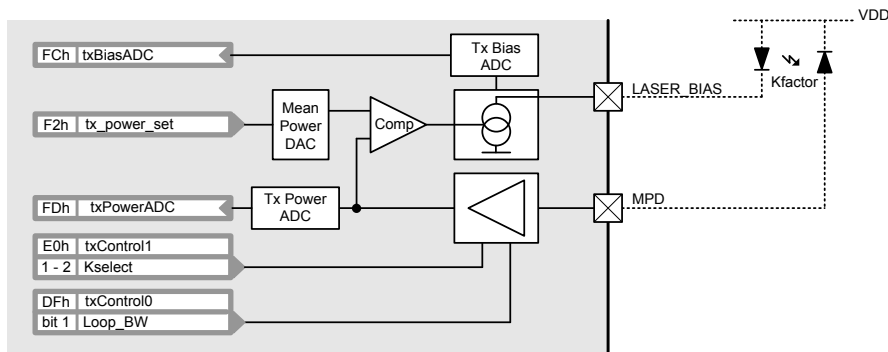 VDD
FCh txBiasADC
Tx Bias
ADC
Kfactor
LASER_BIAS
F2h tx_power_set
Mean
Power
DAC
Comp
MPD
FDh txPowerADC
Tx Power
ADC
E0h txControl1
1 - 2 Kselect
DFh txControl0
bit 1 Loop_BW